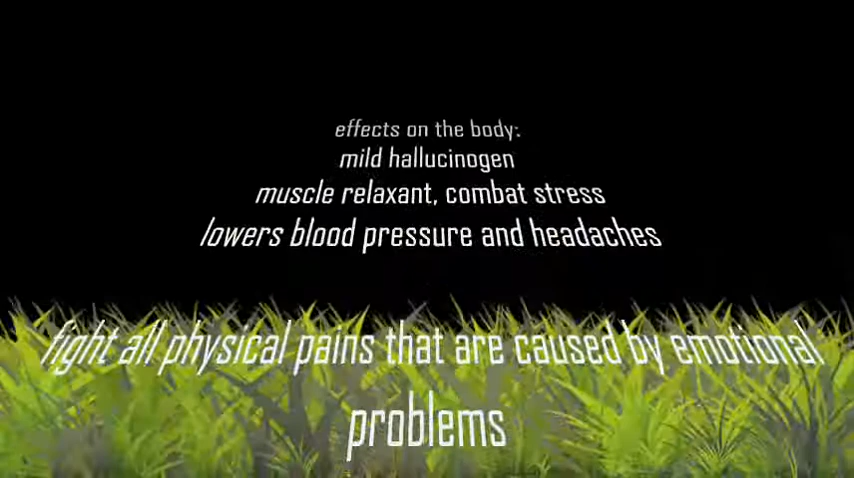 effects on the body:
mild hallucinogen
muscle relaxant, combat stress
lowers blood pressure and headaches
fight all physical pains that are caused by emotional
problems